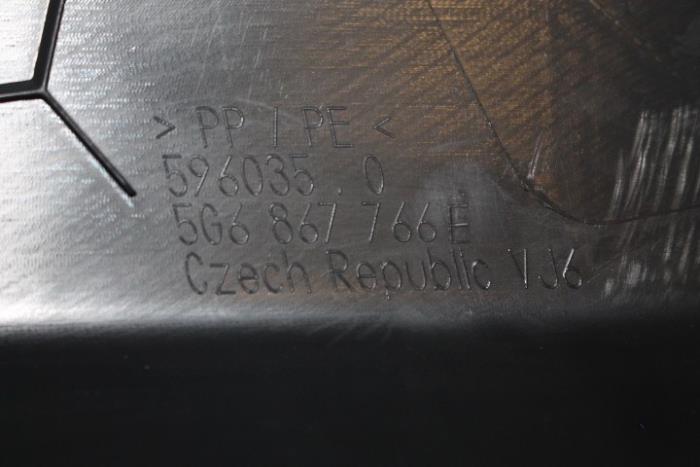 > PP / PE <
596035 . 0
5G6 867 766 E
Czech Republic VJ6